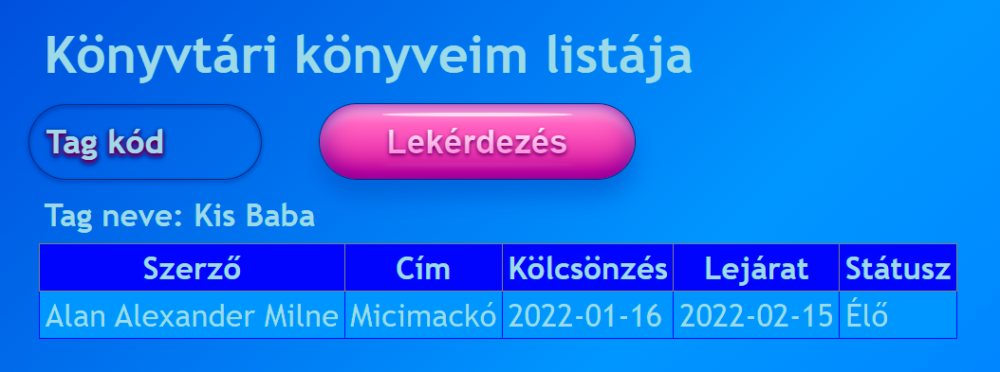 Könyvtári könyveim listája
Tag kód Lekérdezés
Tag neve: Kis Baba
Szerző Cím Kölcsönzés Lejárat Státusz
Alan Alexander Milne Micimackó 2022-01-16 2022-02-15 Élő